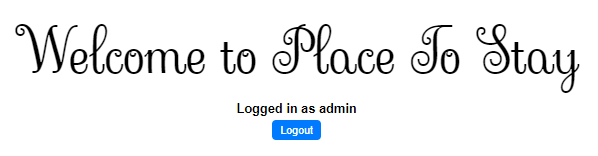 Welcome to Place To Stay
Logged in as admin
Logout